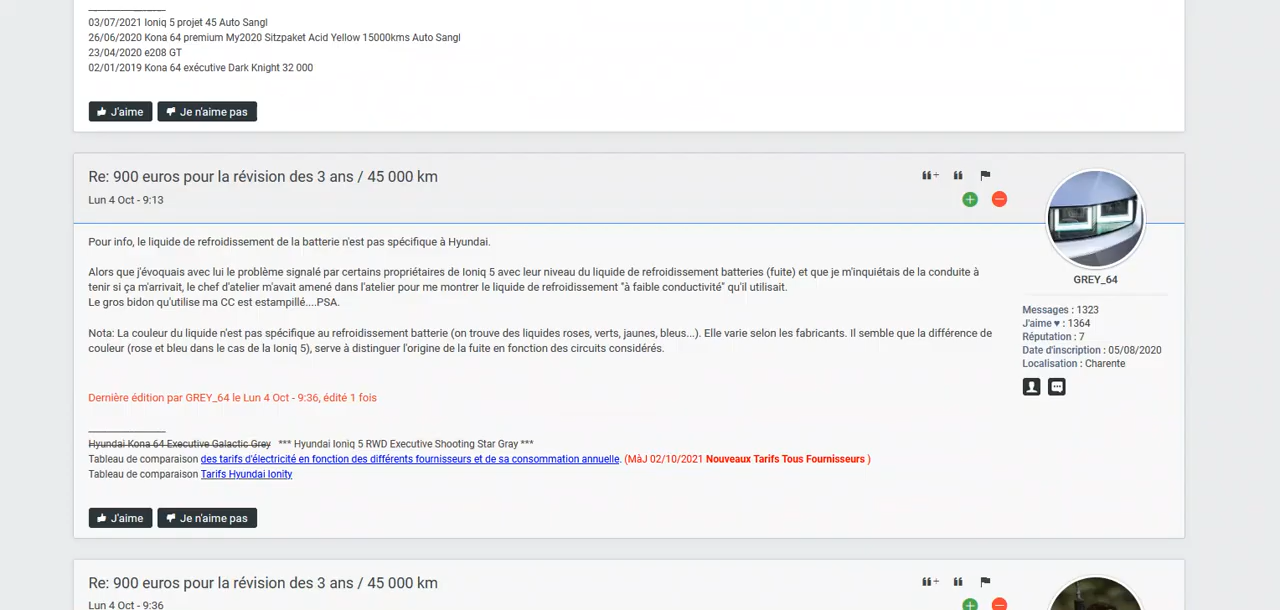 03/07/2021 Ioniq 5 projet 45 Auto Sangl
26/06/2020 Kona 64 premium My2020 Sitzpaket Acid Yellow 15000kms Auto Sangl
23/04/2020 e208 GT
02/01/2019 Kona 64 exécutive Dark Knight 32 000
J'aime Je n'aime pas
Re: 900 euros pour la révision des 3 ans / 45 000 km
Lun 4 Oct - 9:13
Pour info, le liquide de refroidissement de la batterie n'est pas spécifique à Hyundai.
Alors que j'évoquais avec lui le problème signalé par certains propriétaires de Ioniq 5 avec leur niveau du liquide de refroidissement batteries (fuite) et que je m'inquiétais de la conduite à
tenir si ça m'arrivait, le chef d'atelier m'avait amené dans l'atelier pour me montrer le liquide de refroidissement "à faible conductivité" qu'il utilisait.
Le gros bidon qu'utilise ma CC est estampillé....PSA.
Nota: La couleur du liquide n'est pas spécifique au refroidissement batterie (on trouve des liquides roses, verts, jaunes, bleus...). Elle varie selon les fabricants. Il semble que la différence de
couleur (rose et bleu dans le cas de la Ioniq 5), serve à distinguer l'origine de la fuite en fonction des circuits considérés.
Dernière édition par GREY_64 le Lun 4 Oct - 9:36, édité 1 fois
Hyundai Kona 64 Executive Galactic Grey *** Hyundai Ioniq 5 RWD Executive Shooting Star Gray ***
Tableau de comparaison des tarifs d'électricité en fonction des différents fournisseurs et de sa consommation annuelle. (MàJ 02/10/2021 Nouveaux Tarifs Tous Fournisseurs )
Tableau de comparaison Tarifs Hyundai Ionity
J'aime Je n'aime pas
GREY_64
Messages : 1323
J'aime ♥ : 1364
Réputation : 7
Date d'inscription : 05/08/2020
Localisation : Charente
Re: 900 euros pour la révision des 3 ans / 45 000 km
Lun 4 Oct - 9:36